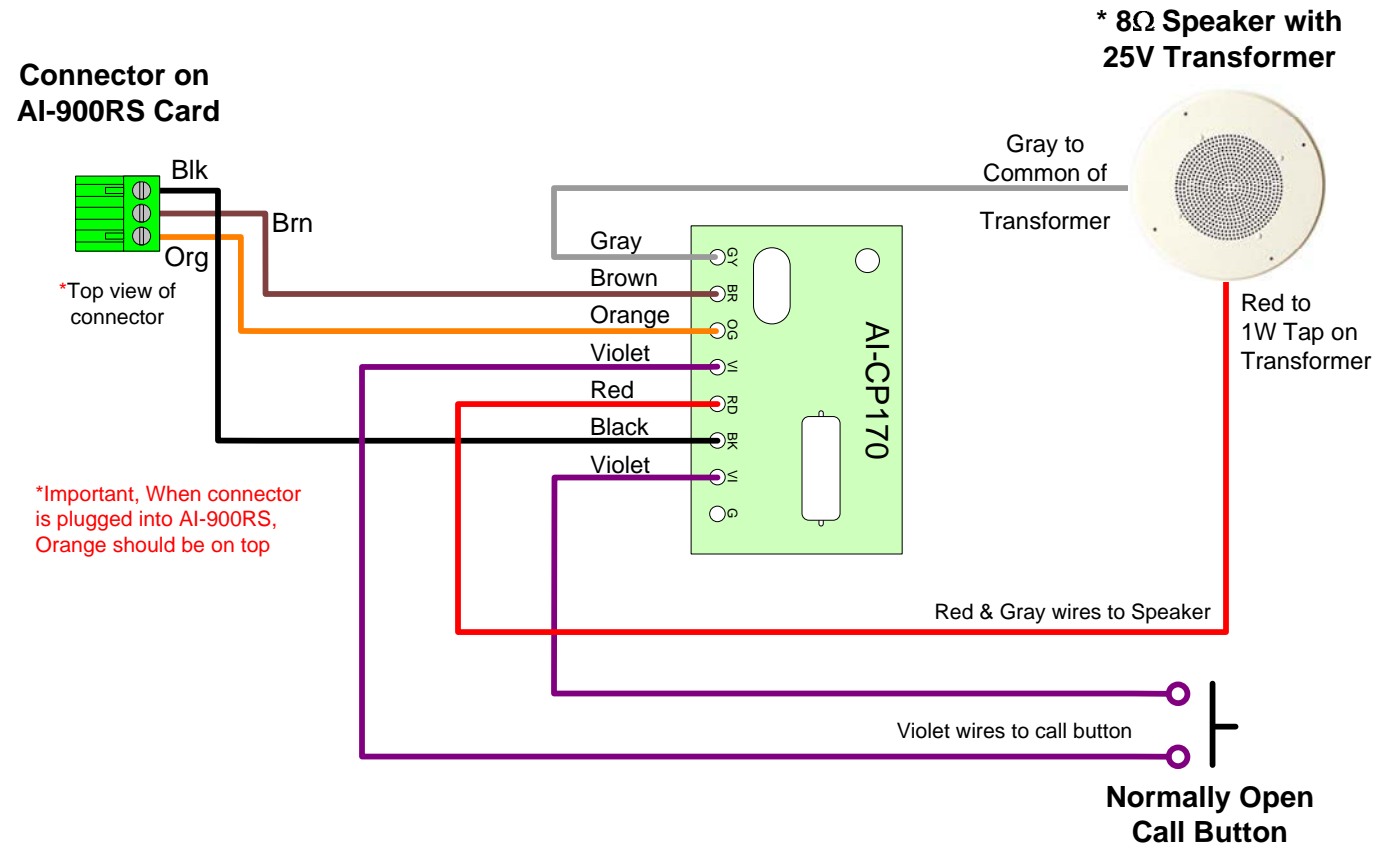 * 8Ω Speaker with
25V Transformer
Connector on
AI-900RS Card
Blk
Brn
Org
*Top view of
connector
Gray to
Common of
Transformer
Gray
Brown
Orange
Violet
Red
Black
Violet
GY
BR
OG
VI
RD
BK
VI
G
AI-CP170
Red to
1W Tap on
Transformer
*Important, When connector
is plugged into AI-900RS,
Orange should be on top
Red & Gray wires to Speaker
Violet wires to call button
Normally Open
Call Button